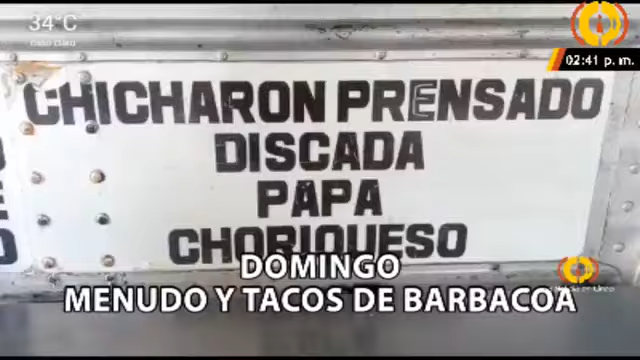 34°C
02:41 p. m.
CHICHARON PRENSADO
DISCADA
PAPA
CHORIQUESO
DOMINGO
MENUDO Y TACOS DE BARBACOA